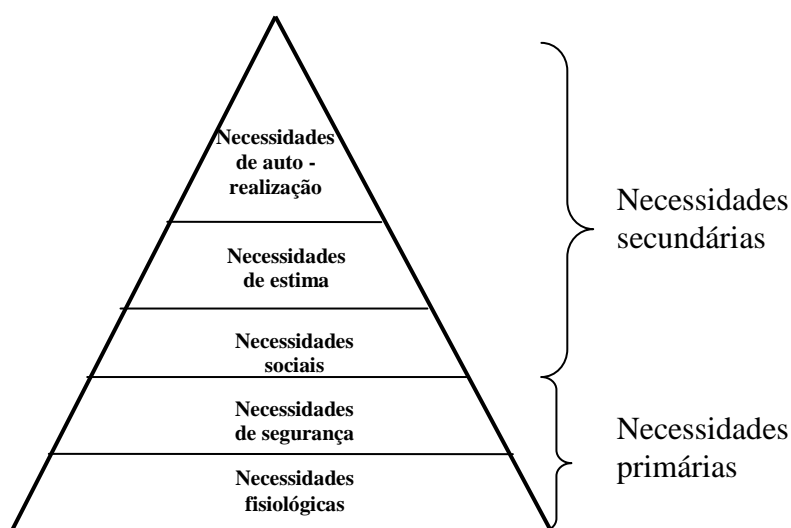 Necessidades
de auto -
realização
Necessidades
de estima
Necessidades
sociais
Necessidades
de segurança
Necessidades
fisiológicas
Necessidades
secundárias
Necessidades
primárias